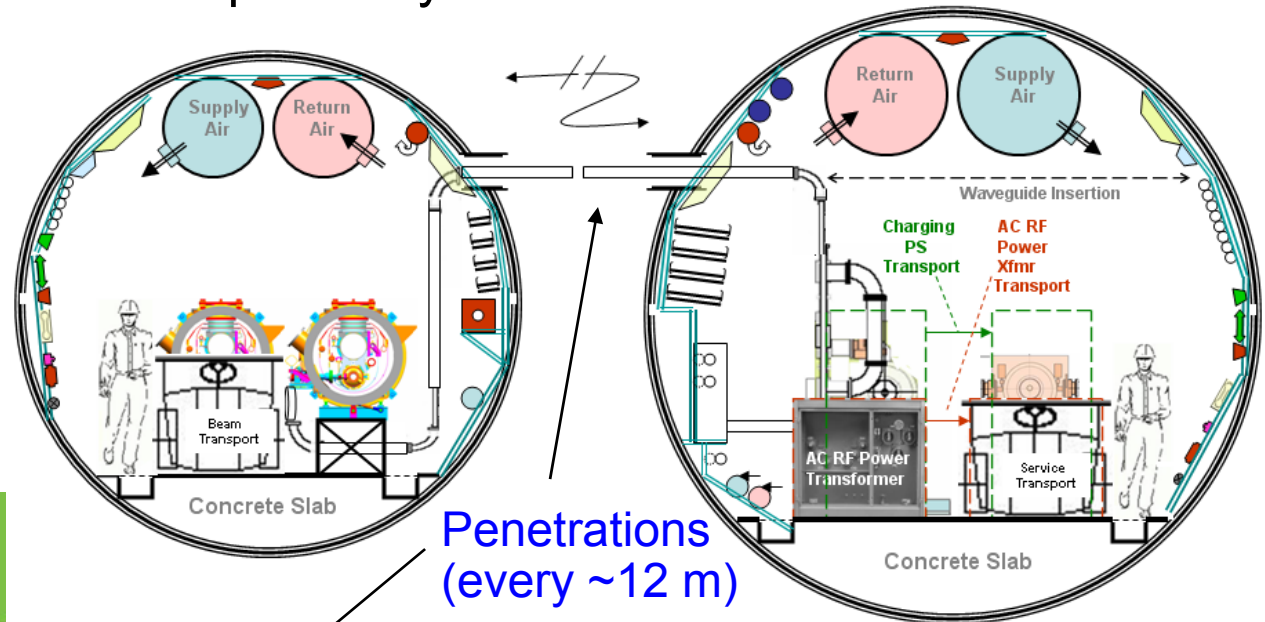 Supply
Air
Return
Air
Return
Air
Supply
Air
Waveguide Insertion
Charging
PS
Transport
AC RF
Power
Xfmr
Transport
Beam
Transport
AC RF Power
Transformer
Service
Transport
Concrete Slab
Penetrations
(every ~12 m)
Concrete Slab